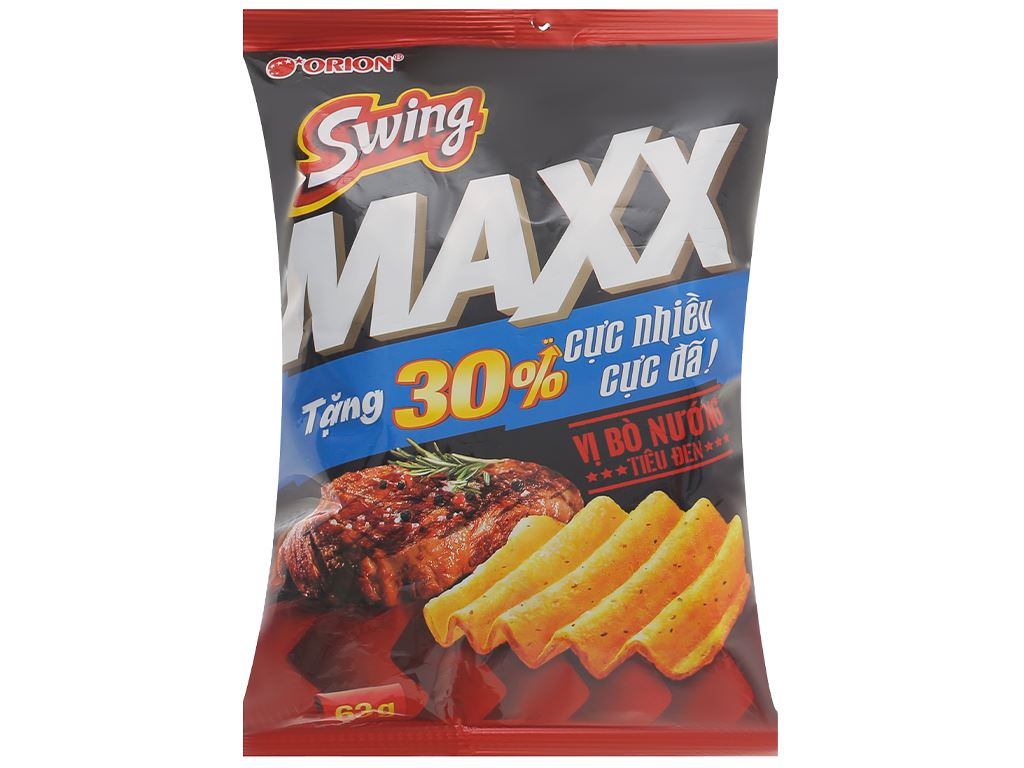 ORION®
Swing
MAXX
Tặng 30% cực nhiều
cực đã!
VỊ BÒ NƯỚNG
TIÊU ĐEN
63g